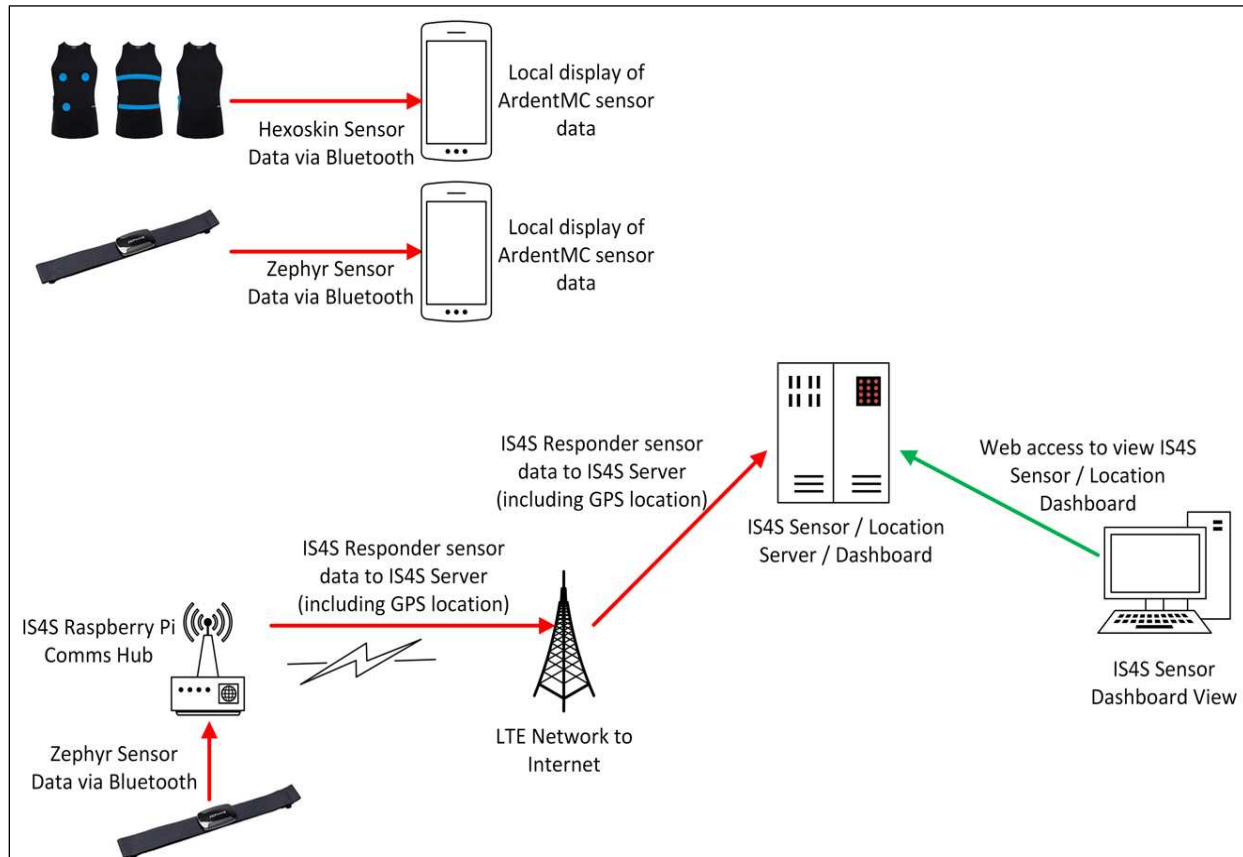 Local display of
ArdentMC sensor
data
Hexoskin Sensor
Data via Bluetooth
Local display of
ArdentMC sensor
data
Zephyr Sensor
Data via Bluetooth
IS4S Responder sensor
data to IS4S Server
(including GPS location)
Web access to view IS4S
Sensor / Location
Dashboard
IS4S Sensor / Location
Server / Dashboard
IS4S Responder sensor
data to IS4S Server
(including GPS location)
IS4S Raspberry Pi
Comms Hub
IS4S Sensor
Dashboard View
LTE Network to
Internet
Zephyr Sensor
Data via Bluetooth